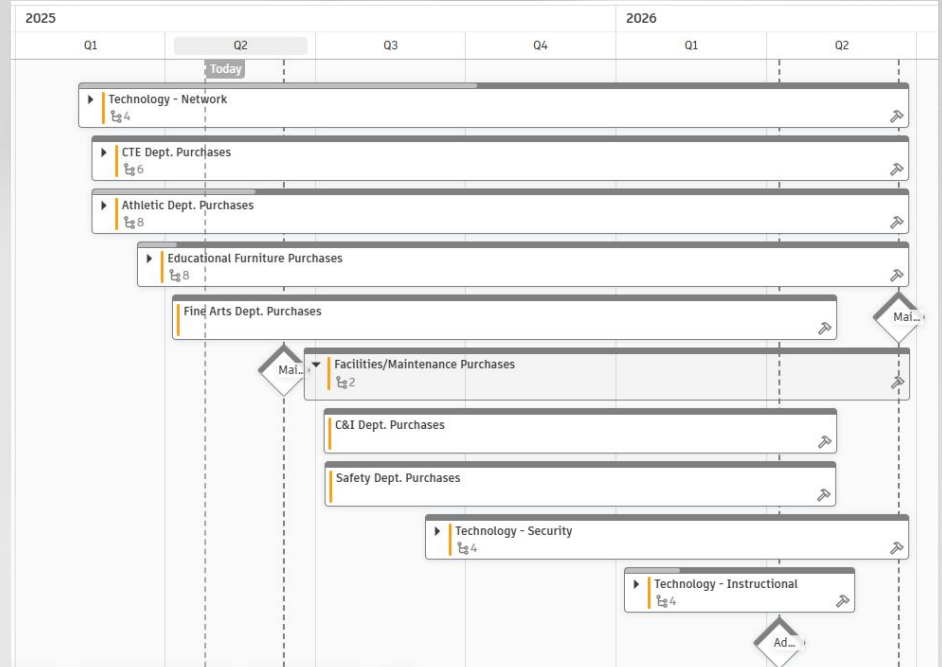 2025
2026
Q1
Q2
Q3
Q4
Q1
Q2
Today
Technology - Network
4
CTE Dept. Purchases
6
Athletic Dept. Purchases
8
Educational Furniture Purchases
8
Fine Arts Dept. Purchases
Mai...
Mai...
Facilities/Maintenance Purchases
2
C&I Dept. Purchases
Safety Dept. Purchases
Technology - Security
4
Technology - Instructional
4
Ad...